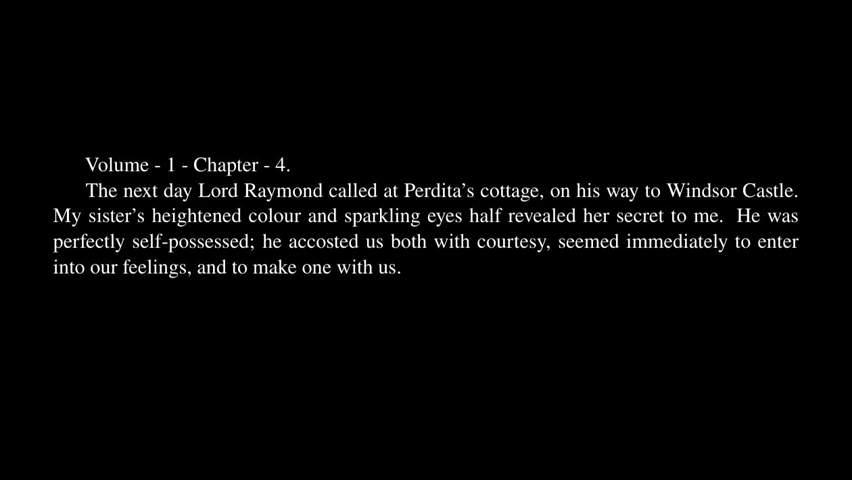 Volume - 1 - Chapter - 4.
The next day Lord Raymond called at Perdita's cottage, on his way to Windsor Castle.
My sister's heightened colour and sparkling eyes half revealed her secret to me. He was
perfectly self-possessed; he accosted us both with courtesy, seemed immediately to enter
into our feelings, and to make one with us.